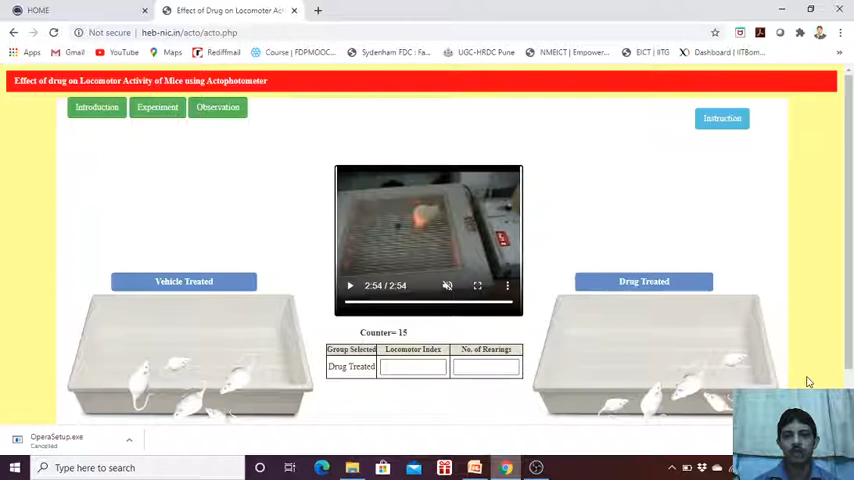 HOME
Effect of Drug on Locomoter Act
Not secure
heb-nic.in/acto/acto.php
Apps
Gmail
YouTube
Maps
Rediffmail
Course | FDPMOOC...
Sydenham FDC : Fa...
UGC-HRDC Pune
NMEICT | Empower...
EICT | IITG
Dashboard | IITBom...
Effect of drug on Locomotor Activity of Mice using Actophotometer
Introduction
Experiment
Observation
Instruction
Vehicle Treated
2:54 / 2:54
Drug Treated
Counter= 15
Group Selected Locomotor Index No. of Rearings
Drug Treated
OperaSetup.exe
Cancelled
Type here to search